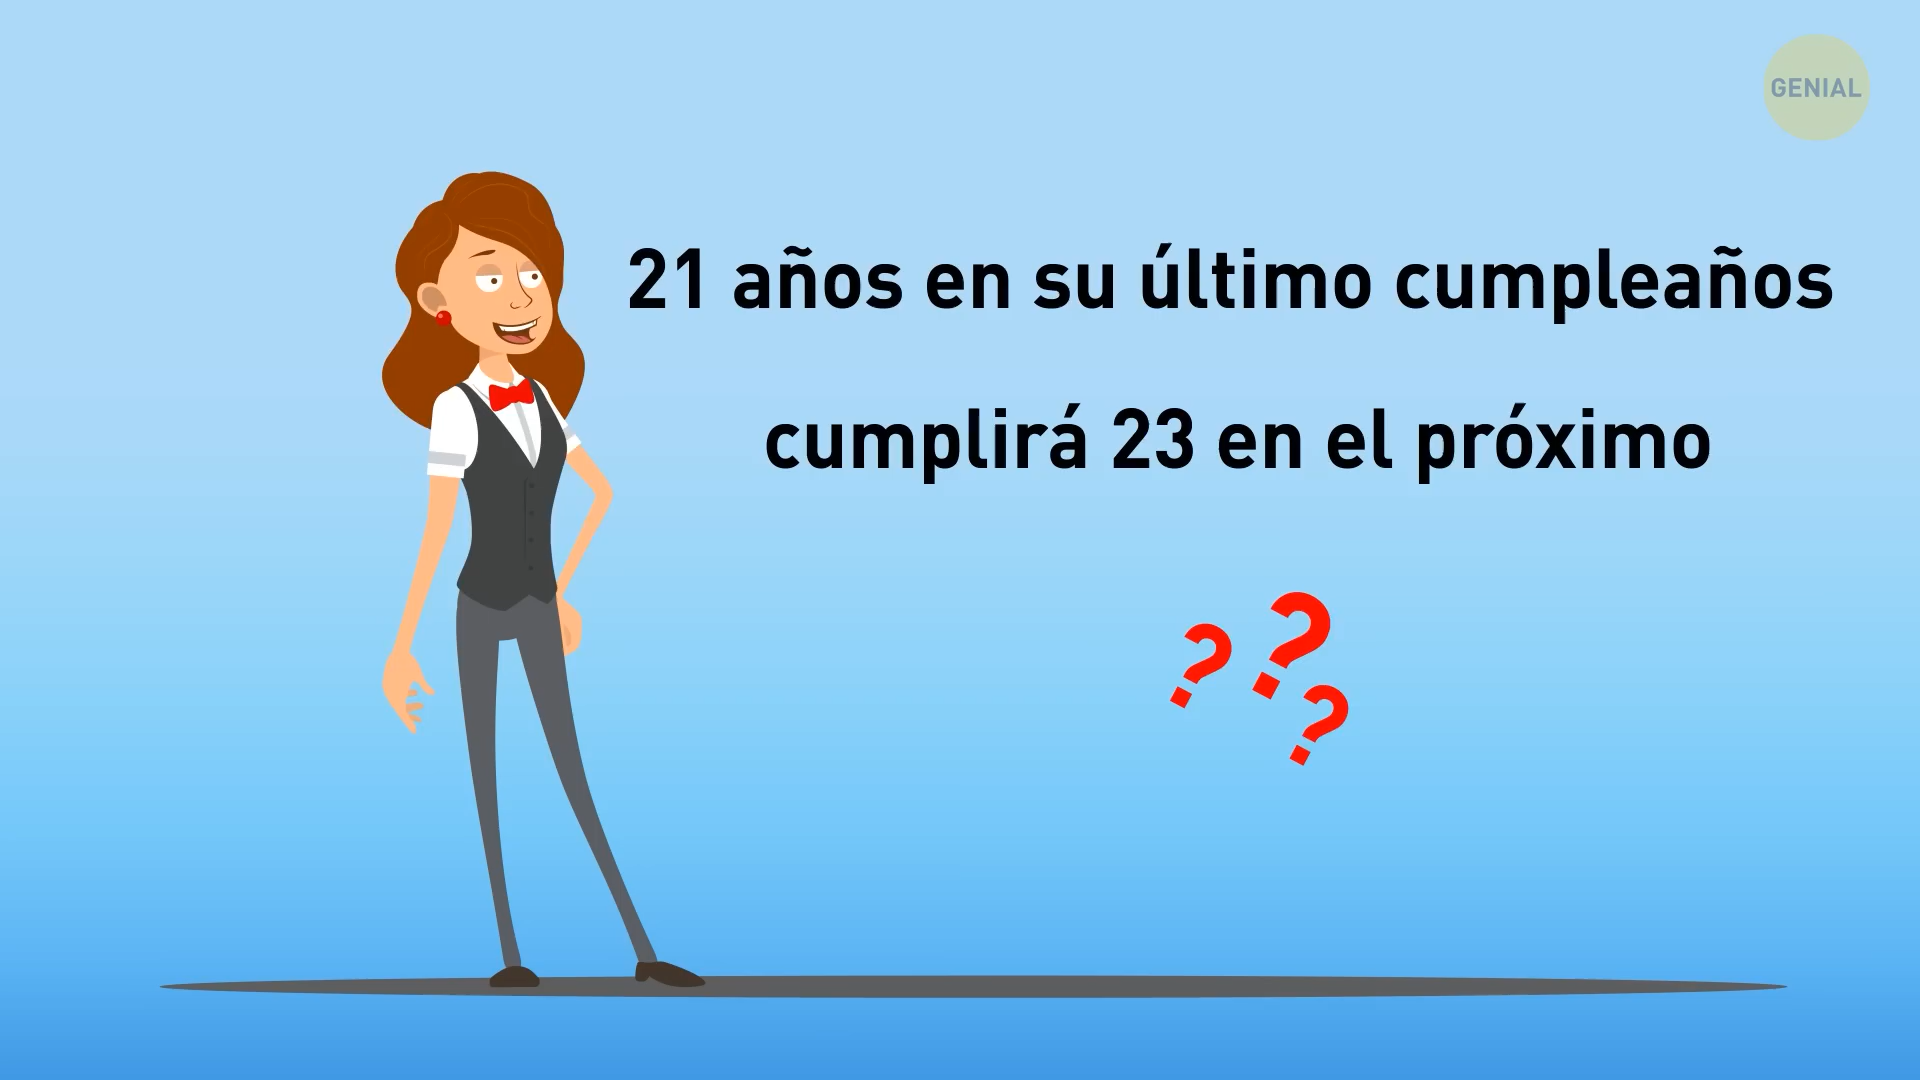 GENIAL
21 años en su último cumpleaños
cumplirá 23 en el próximo
? ? ?